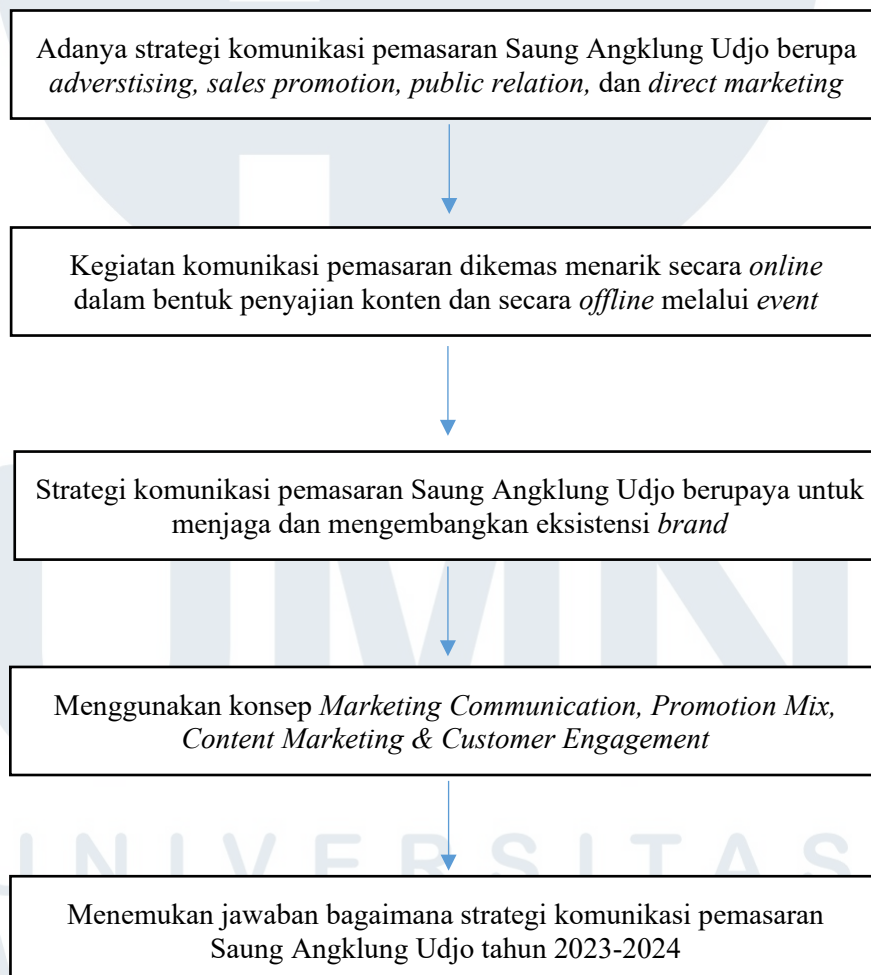 Adanya strategi komunikasi pemasaran Saung Angklung Udjo berupa
adverstising, sales promotion, public relation, dan direct marketing
Kegiatan komunikasi pemasaran dikemas menarik secara online
dalam bentuk penyajian konten dan secara offline melalui event
Strategi komunikasi pemasaran Saung Angklung Udjo berupaya untuk
menjaga dan mengembangkan eksistensi brand
UMN
Menggunakan konsep Marketing Communication, Promotion Mix,
Content Marketing & Customer Engagement
UNIVERSITAS
Menemukan jawaban bagaimana strategi komunikasi pemasaran
Saung Angklung Udjo tahun 2023-2024